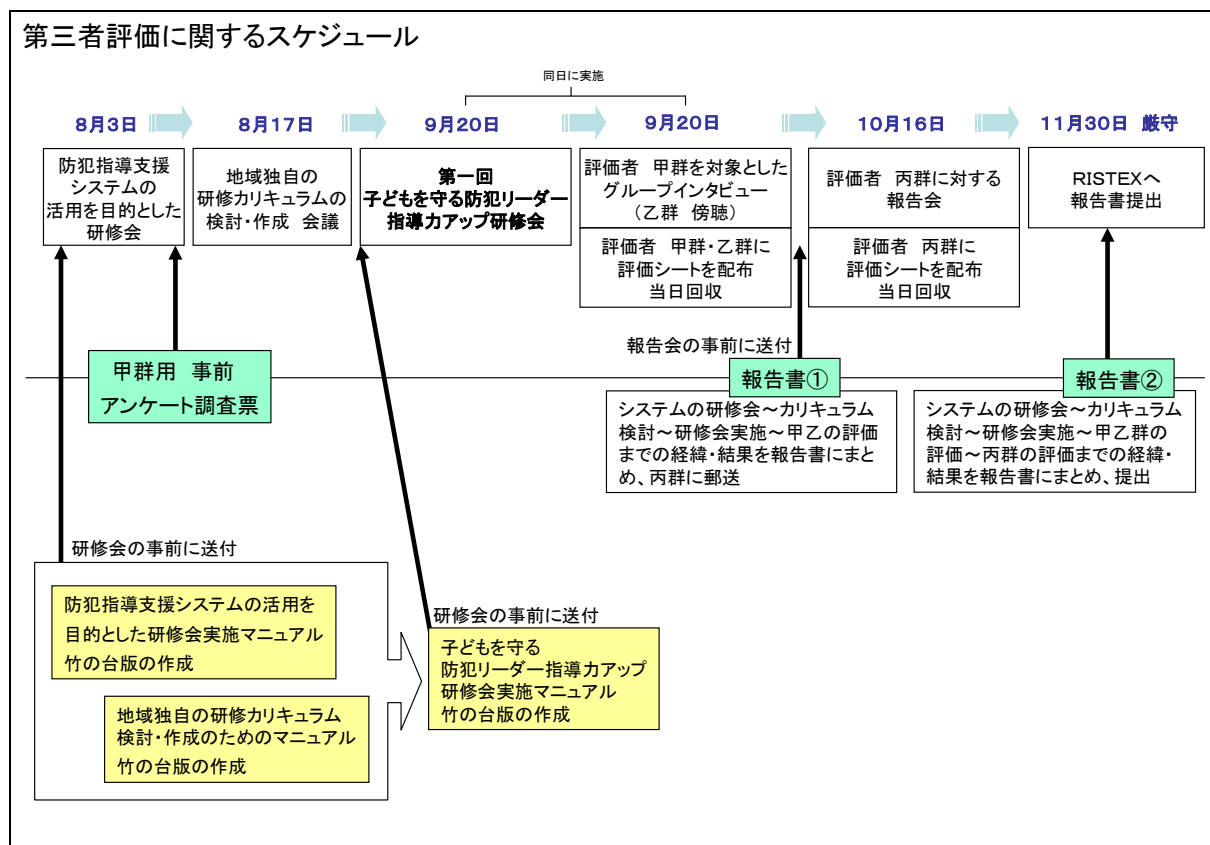 第三者評価に関するスケジュール
同日に実施
8月3日
8月17日
9月20日
9月20日
10月16日
11月30日 厳守
防犯指導支援
システムの
活用を目的とした
研修会
地域独自の
研修カリキュラムの
検討・作成 会議
第一回
子どもを守る防犯リーダー
指導力アップ研修会
評価者 甲群を対象とした
グループインタビュー
（乙群 傍聴）
評価者 甲群・乙群に
評価シートを配布
当日回収
評価者 丙群に対する
報告会
評価者 丙群に
評価シートを配布
当日回収
RISTEXへ
報告書提出
甲群用 事前
アンケート調査票
報告会の事前に送付
報告書①
システムの研修会～カリキュラム
検討～研修会実施～甲乙の評価
までの経緯・結果を報告書にまと
め、丙群に郵送
報告書②
システムの研修会～カリキュラム
検討～研修会実施～甲乙群の
評価～丙群の評価までの経緯・
結果を報告書にまとめ、提出
研修会の事前に送付
防犯指導支援システムの活用を
目的とした研修会実施マニュアル
竹の台版の作成
地域独自の研修カリキュラム
検討・作成のためのマニュアル
竹の台版の作成
研修会の事前に送付
子どもを守る
防犯リーダー指導力アップ
研修会実施マニュアル
竹の台版の作成